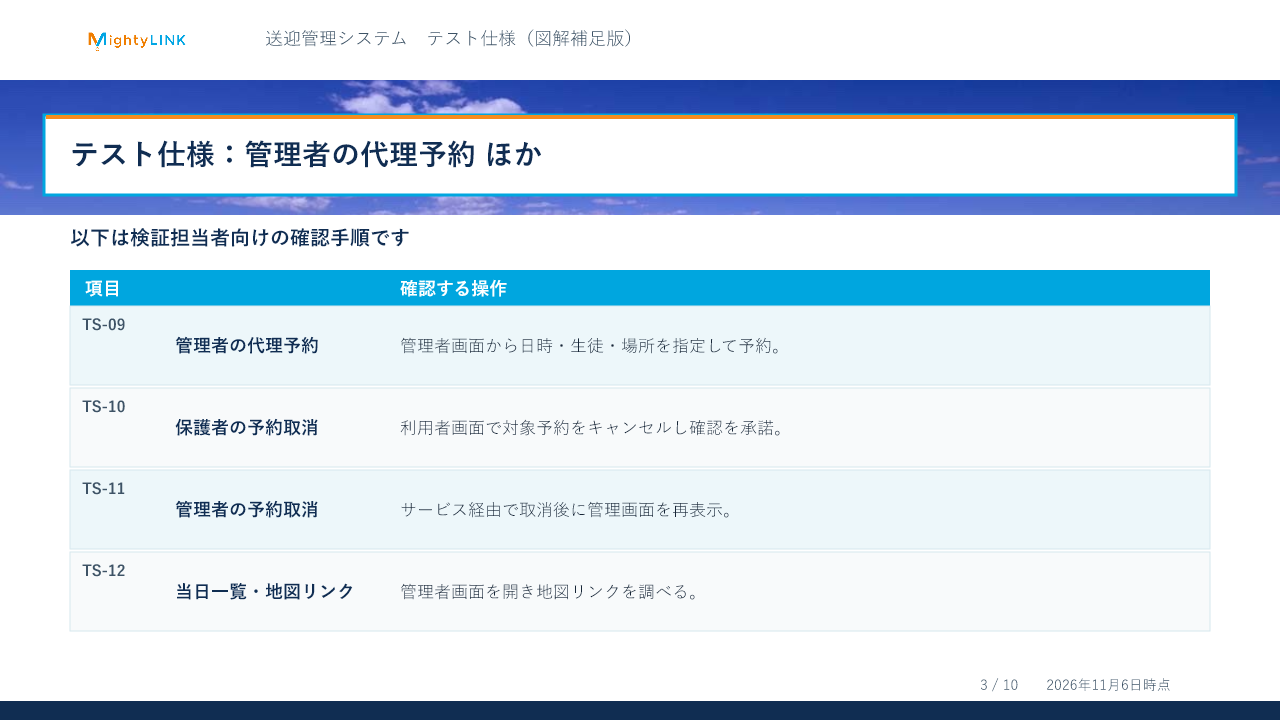 MightyLINK
送迎管理システム　テスト仕様（図解補足版）
テスト仕様：管理者の代理予約 ほか
以下は検証担当者向けの確認手順です
項目　確認する操作
TS-09
管理者の代理予約　管理者画面から日時・生徒・場所を指定して予約。
TS-10
保護者の予約取消　利用者画面で対象予約をキャンセルし確認を承諾。
TS-11
管理者の予約取消　サービス経由で取消後に管理画面を再表示。
TS-12
当日一覧・地図リンク　管理者画面を開き地図リンクを調べる。
3 / 10　2026年11月6日時点